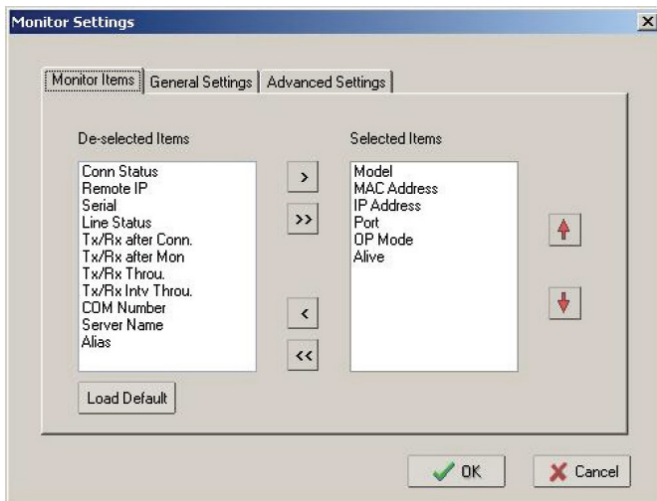 Monitor Settings
Monitor Items General Settings Advanced Settings
De-selected Items
Conn Status
Remote IP
Serial
Line Status
Tx/Rx after Conn.
Tx/Rx after Mon
Tx/Rx Throu.
Tx/Rx Intv Throu.
COM Number
Server Name
Alias
>
>>
<
<<
Selected Items
Model
MAC Address
IP Address
Port
OP Mode
Alive
Load Default
OK Cancel